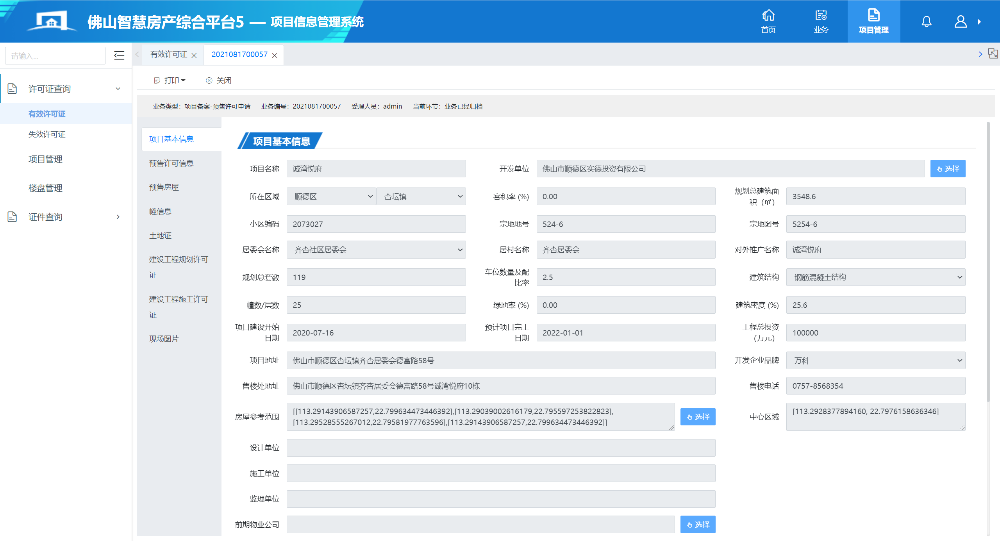 佛山智慧房产综合平台5 — 项目信息管理系统
首页
业务
项目管理
请输入...
有效许可证
2021081700057
许可证查询
有效许可证
失效许可证
项目管理
楼盘管理
证件查询
打印
关闭
业务类型：项目备案-预售许可申请 业务编号：2021081700057 受理人员：admin 当前环节：业务已经归档
项目基本信息
预售许可信息
预售房屋
幢信息
土地证
建设工程规划许可
证
建设工程施工许可
证
现场图片
项目基本信息
项目名称 诚湾悦府 开发单位 佛山市顺德区实德投资有限公司 选择
所在区域 顺德区 杏坛镇 容积率 (%) 0.00 规划总建筑面
积（㎡） 3548.6
小区编码 2073027 宗地地号 524-6 宗地图号 5254-6
居委会名称 齐杏社区居委会 居村名称 齐杏居委会 对外推广名称 诚湾悦府
规划总套数 119 车位数量及配
比率 2.5 建筑结构 钢筋混凝土结构
幢数/层数 25 绿地率 (%) 0.00 建筑密度 (%) 25.6
项目建设开始
日期 2020-07-16 预计项目完工
日期 2022-01-01 工程总投资
（万元） 100000
项目地址 佛山市顺德区杏坛镇齐杏居委会德富路58号 开发企业品牌 万科
售楼处地址 佛山市顺德区杏坛镇齐杏居委会德富路58号诚湾悦府10栋 售楼电话 0757-8568354
房屋参考范围 [[113.29143906587257,22.799634473446392],[113.29039002616179,22.795597253822823],
[113.29528555267012,22.79581977763596],[113.29143906587257,22.799634473446392]] 选择
中心区域 [113.2928377894160, 22.7976158636346]
设计单位
施工单位
监理单位
前期物业公司 选择